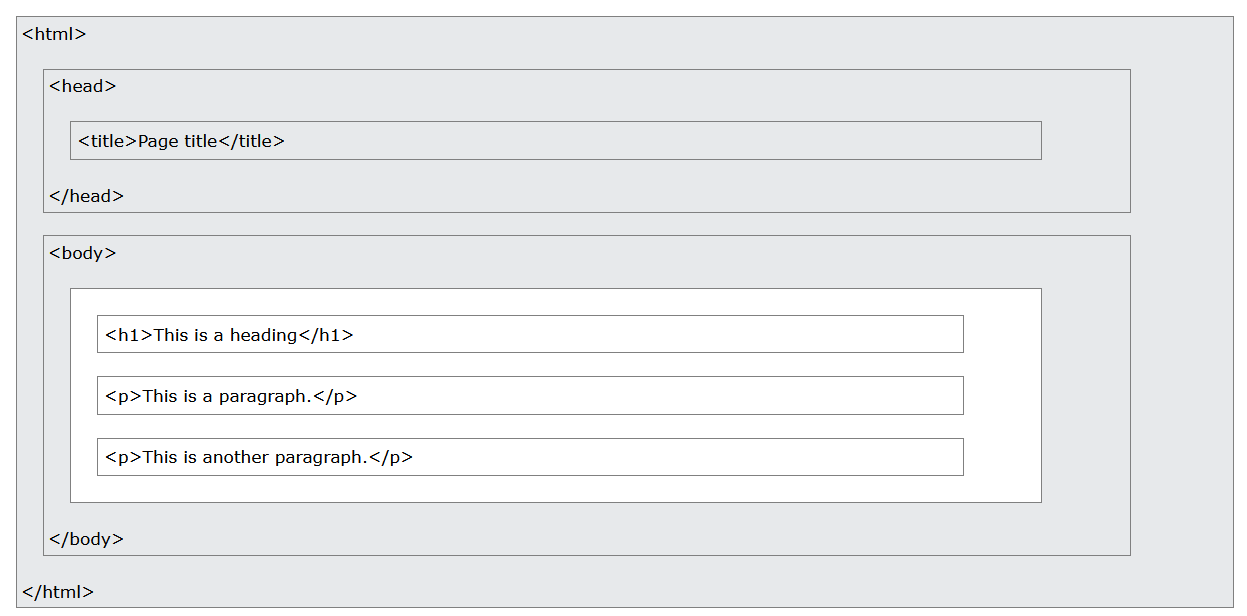 <html>
<head>
<title>Page title</title>
</head>
<body>
<h1>This is a heading</h1>
<p>This is a paragraph.</p>
<p>This is another paragraph.</p>
</body>
</html>